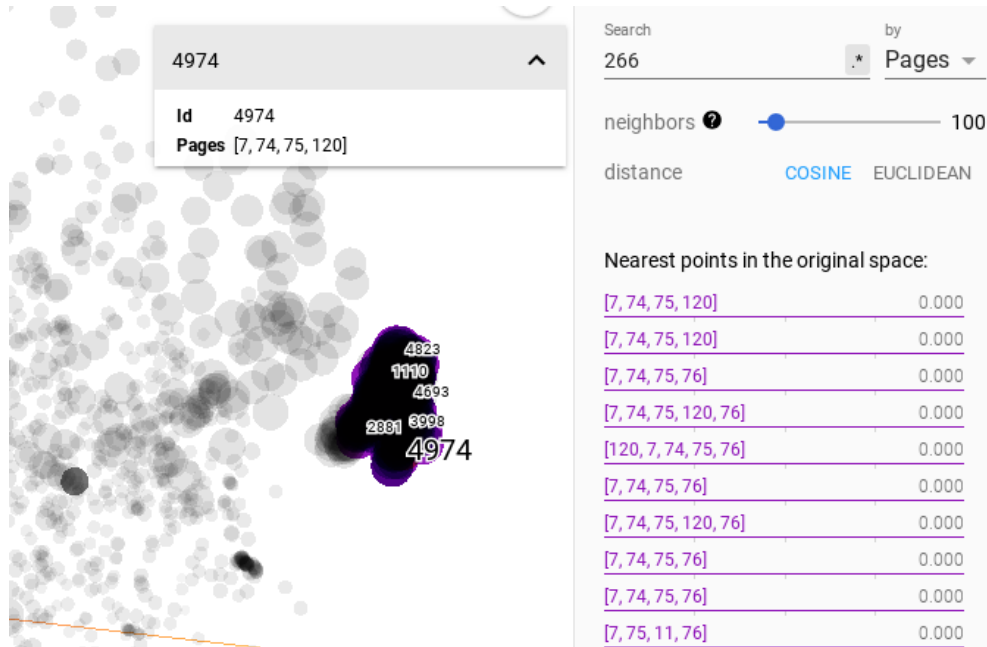 4974
Id 4974
Pages [7, 74, 75, 120]
4823
1110
4693
2881
3998
4974
Search
by
266
.*
Pages
neighbors ? 100
distance COSINE EUCLIDEAN
Nearest points in the original space:
[7, 74, 75, 120] 0.000
[7, 74, 75, 120] 0.000
[7, 74, 75, 76] 0.000
[7, 74, 75, 120, 76] 0.000
[120, 7, 74, 75, 76] 0.000
[7, 74, 75, 76] 0.000
[7, 74, 75, 120, 76] 0.000
[7, 74, 75, 76] 0.000
[7, 74, 75, 76] 0.000
[7, 75, 11, 76] 0.000